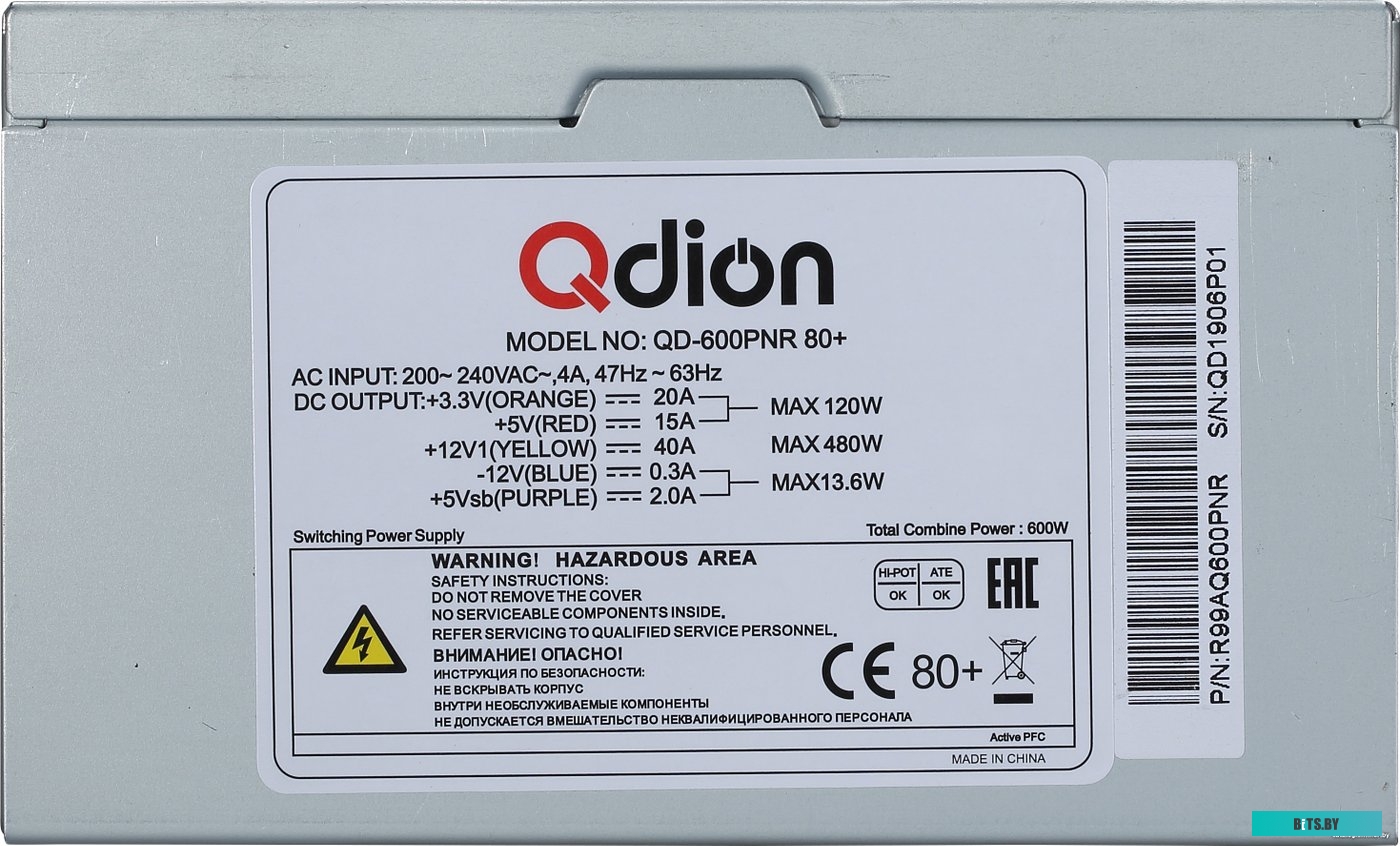 Qdion
MODEL NO: QD-600PNR 80+
AC INPUT: 200~ 240VAC~,4A, 47Hz ~ 63Hz
DC OUTPUT:+3.3V(ORANGE) 20A MAX 120W
+5V(RED) 15A
+12V1(YELLOW) 40A MAX 480W
-12V(BLUE) 0.3A MAX13.6W
+5Vsb(PURPLE) 2.0A
Switching Power Supply Total Combine Power : 600W
WARNING! HAZARDOUS AREA
SAFETY INSTRUCTIONS:
DO NOT REMOVE THE COVER
NO SERVICEABLE COMPONENTS INSIDE.
REFER SERVICING TO QUALIFIED SERVICE PERSONNEL.
ВНИМАНИЕ! ОПАСНО!
ИНСТРУКЦИЯ ПО БЕЗОПАСНОСТИ:
НЕ ВСКРЫВАТЬ КОРПУС
ВНУТРИ НЕОБСЛУЖИВАЕМЫЕ КОМПОНЕНТЫ
НЕ ДОПУСКАЕТСЯ ВМЕШАТЕЛЬСТВО НЕКВАЛИФИЦИРОВАННОГО ПЕРСОНАЛА
HI-POT ATE
OK OK
EAC
CE 80+
Active PFC
MADE IN CHINA
P/N:R99AQ600PNR S/N:QD1906P01
BITS.BY